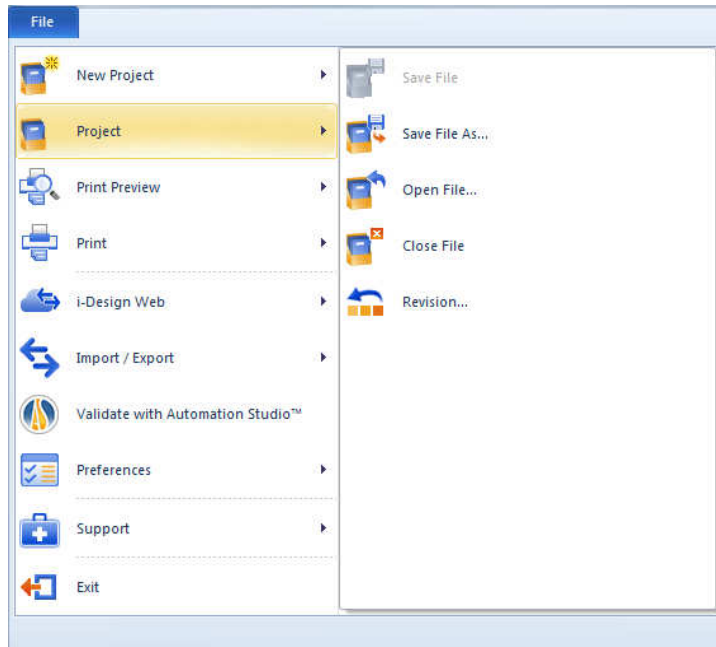 File
New Project
Project
Print Preview
Print
i-Design Web
Import / Export
Validate with Automation Studio™
Preferences
Support
Exit
Save File
Save File As...
Open File...
Close File
Revision...